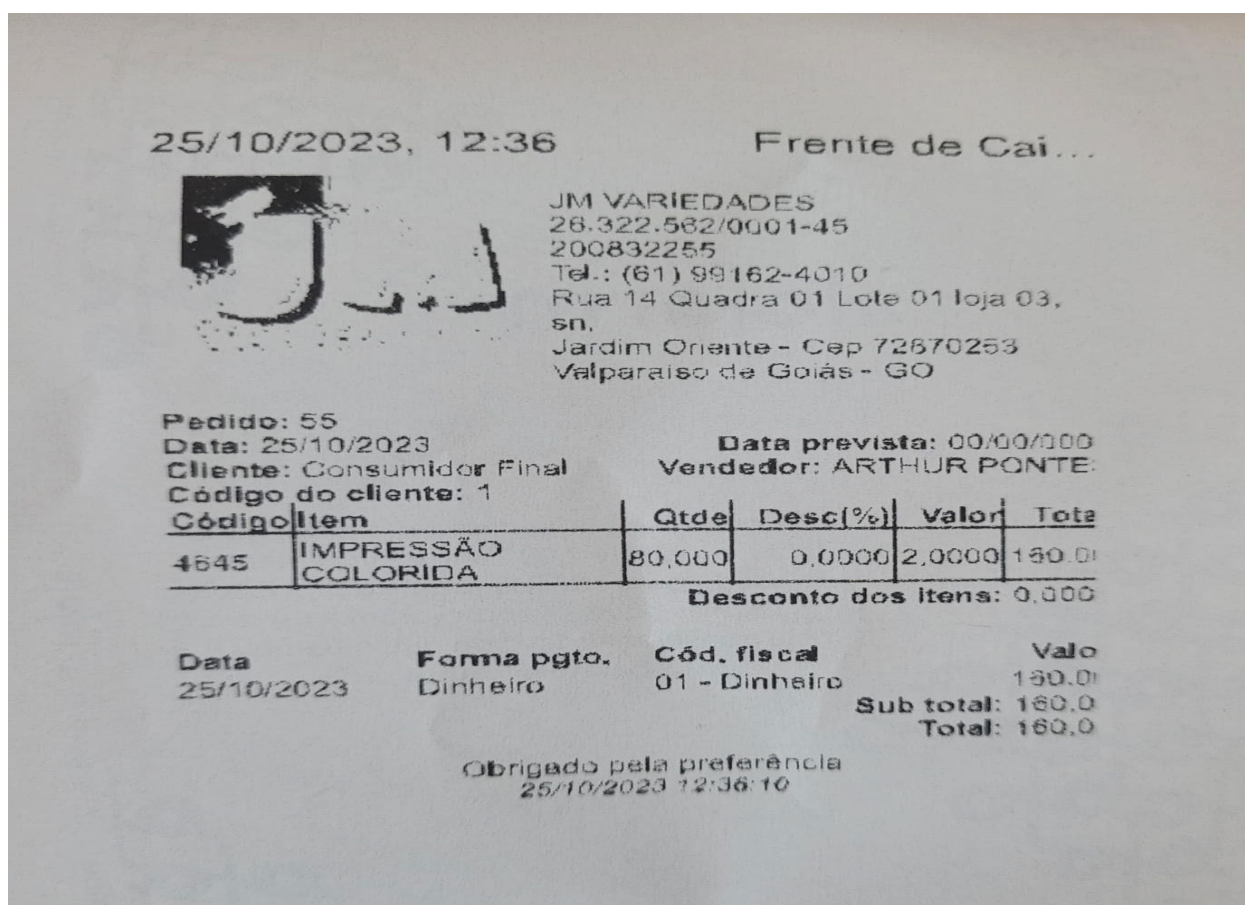 25/10/2023, 12:36 Frente de Cai...
JM VARIEDADES
26.322.562/0001-45
200832255
Tel.: (61) 99162-4010
Rua 14 Quadra 01 Lote 01 loja 03,
sn,
Jardim Oriente - Cep 72870253
Valparaiso de Goiás - GO
Pedido: 55
Data: 25/10/2023 Data prevista: 00/00/000
Cliente: Consumidor Final Vendedor: ARTHUR PONTE
Código do cliente: 1
Código Item Qtde Desc(%) Valor Tota
4645 IMPRESSÃO COLORIDA 80,000 0,0000 2,0000 160.0
Desconto dos itens: 0,000
Data Forma pgto. Cód. fiscal Valo
25/10/2023 Dinheiro 01 - Dinheiro 160.0
Sub total: 160,0
Total: 160,0
Obrigado pela preferência
25/10/2023 12:36:10